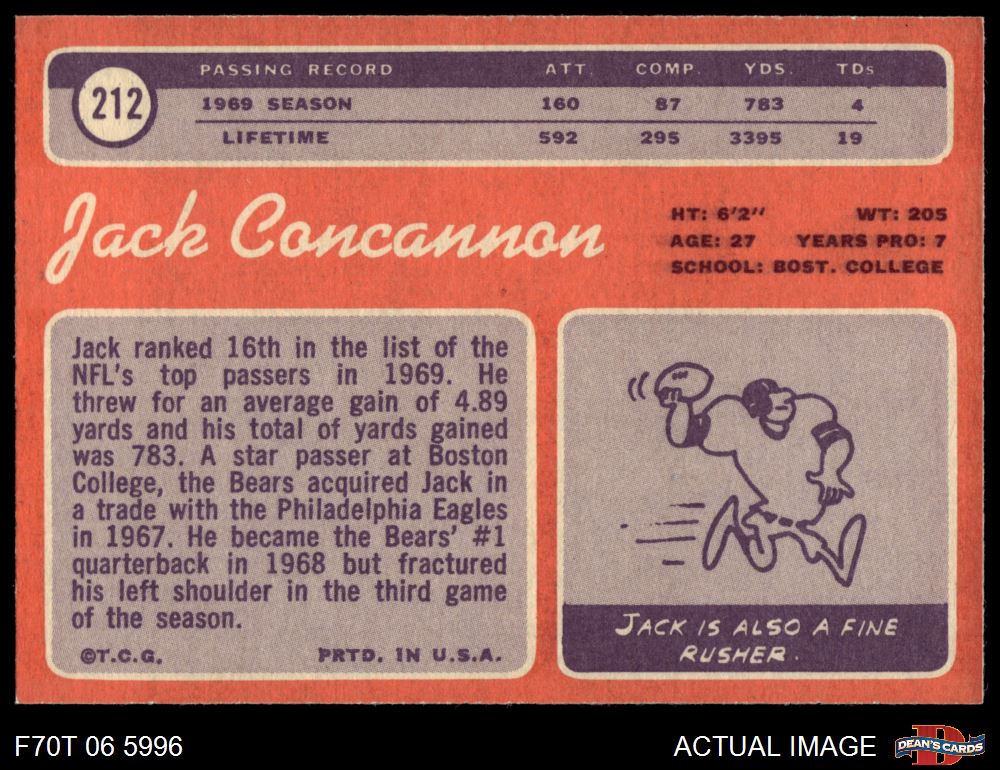 PASSING RECORD ATT. COMP. YDS. TDs
212
1969 SEASON 160 87 783 4
LIFETIME 592 295 3395 19
Jack Concannon
HT: 6'2" WT: 205
AGE: 27 YEARS PRO: 7
SCHOOL: BOST. COLLEGE
Jack ranked 16th in the list of the
NFL's top passers in 1969. He
threw for an average gain of 4.89
yards and his total of yards gained
was 783. A star passer at Boston
College, the Bears acquired Jack in
a trade with the Philadelphia Eagles
in 1967. He became the Bears' #1
quarterback in 1968 but fractured
his left shoulder in the third game
of the season.
©T.C.G. PRTD. IN U.S.A.
JACK IS ALSO A FINE
RUSHER.
F70T 06 5996 ACTUAL IMAGE D DEAN'S CARDS